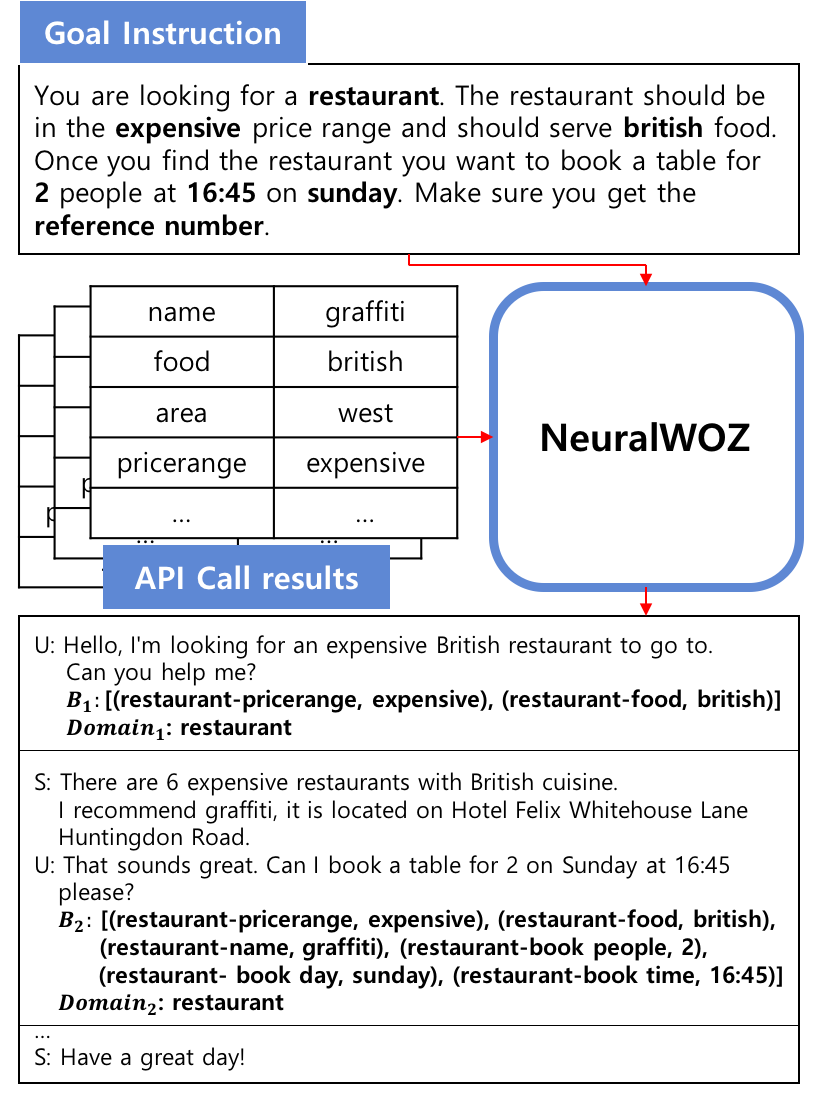 Goal Instruction
You are looking for a restaurant. The restaurant should be
in the expensive price range and should serve british food.
Once you find the restaurant you want to book a table for
2 people at 16:45 on sunday. Make sure you get the
reference number.
name graffiti
food british
area west
pricerange expensive
... ...
p
p
... ...
API Call results
NeuralWOZ
U: Hello, I'm looking for an expensive British restaurant to go to.
Can you help me?
B₁: [(restaurant-pricerange, expensive), (restaurant-food, british)]
Domain₁: restaurant
S: There are 6 expensive restaurants with British cuisine.
I recommend graffiti, it is located on Hotel Felix Whitehouse Lane
Huntingdon Road.
U: That sounds great. Can I book a table for 2 on Sunday at 16:45
please?
B₂: [(restaurant-pricerange, expensive), (restaurant-food, british),
(restaurant-name, graffiti), (restaurant-book people, 2),
(restaurant- book day, sunday), (restaurant-book time, 16:45)]
Domain₂: restaurant
...
S: Have a great day!